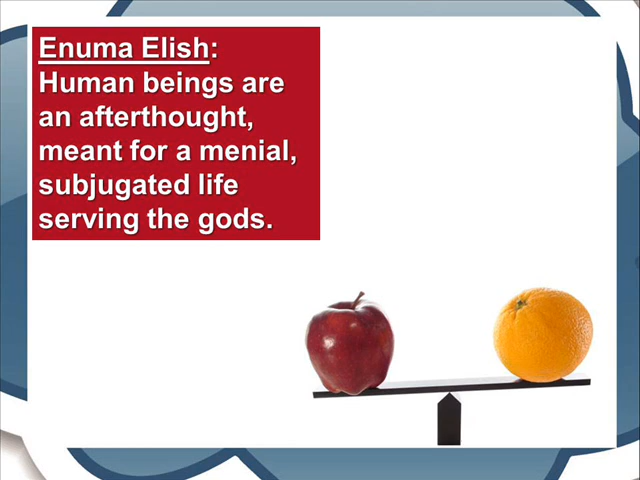 Enuma Elish:
Human beings are
an afterthought,
meant for a menial,
subjugated life
serving the gods.